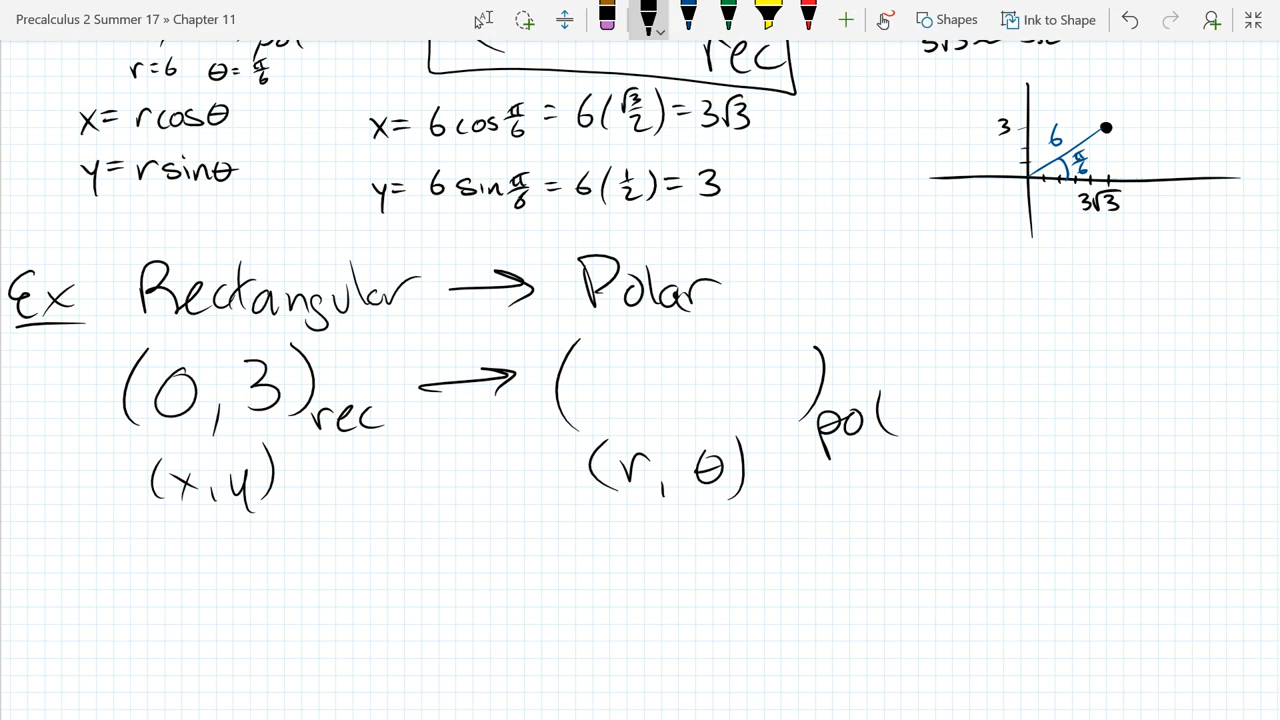 Precalculus 2 Summer 17 » Chapter 11
Shapes
Ink to Shape
r=6 θ=π/6
rec
x= rcosθ
y= rsinθ
x= 6 cos π/6 = 6(√3/2) = 3√3
y= 6 sin π/6 = 6(1/2) = 3
3
6
π/6
3√3
Ex Rectangular → Polar
(0, 3)rec ⟷ ( )pol
(x, y) (r, θ)